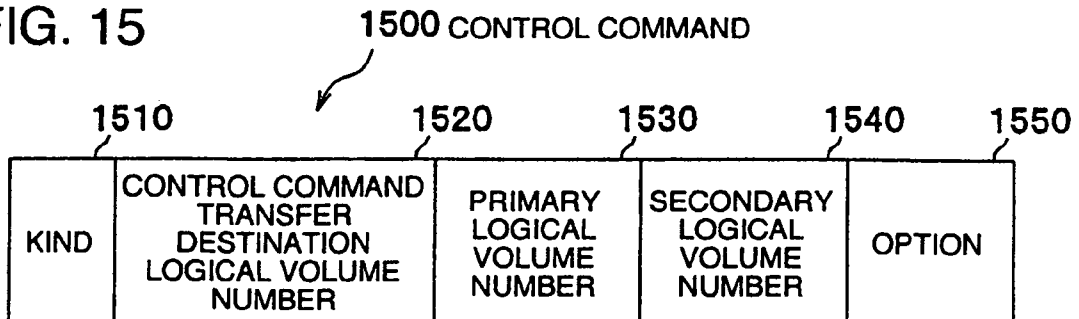 FIG. 15
1500 CONTROL COMMAND
1510
1520
1530
1540
1550
KIND
CONTROL COMMAND
TRANSFER
DESTINATION
LOGICAL VOLUME
NUMBER
PRIMARY
LOGICAL
VOLUME
NUMBER
SECONDARY
LOGICAL
VOLUME
NUMBER
OPTION